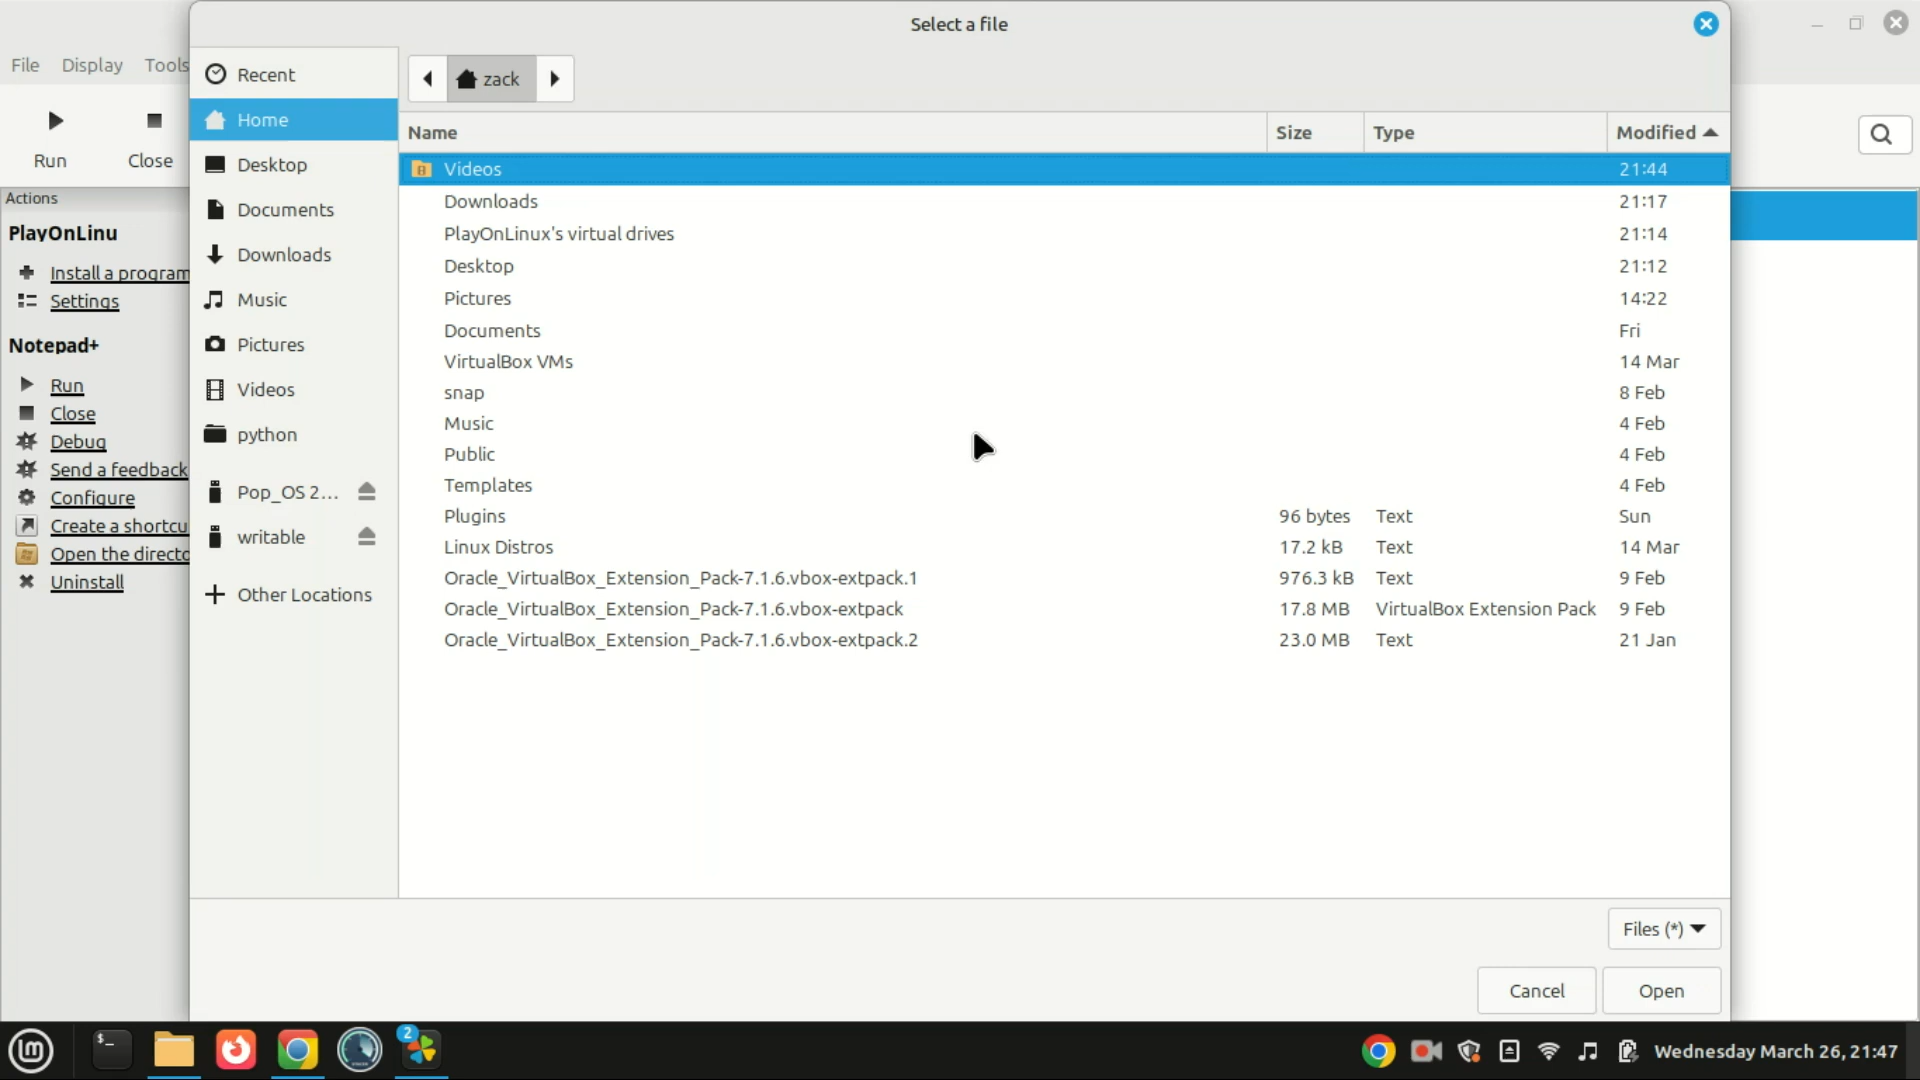 Select a file
File Display Tools
Run Close
Actions
PlayOnLinu
Install a program
Settings
Notepad+
Run
Close
Debug
Send a feedback
Configure
Create a shortcu
Open the directo
Uninstall
Recent
Home
Desktop
Documents
Downloads
Music
Pictures
Videos
python
Pop_OS 2...
writable
Other Locations
zack
Name Size Type Modified
Videos 21:44
Downloads 21:17
PlayOnLinux's virtual drives 21:14
Desktop 21:12
Pictures 14:22
Documents Fri
VirtualBox VMs 14 Mar
snap 8 Feb
Music 4 Feb
Public 4 Feb
Templates 4 Feb
Plugins 96 bytes Text Sun
Linux Distros 17.2 kB Text 14 Mar
Oracle_VirtualBox_Extension_Pack-7.1.6.vbox-extpack.1 976.3 kB Text 9 Feb
Oracle_VirtualBox_Extension_Pack-7.1.6.vbox-extpack 17.8 MB VirtualBox Extension Pack 9 Feb
Oracle_VirtualBox_Extension_Pack-7.1.6.vbox-extpack.2 23.0 MB Text 21 Jan
Files (*)
Cancel Open
$_ 2 Wednesday March 26, 21:47